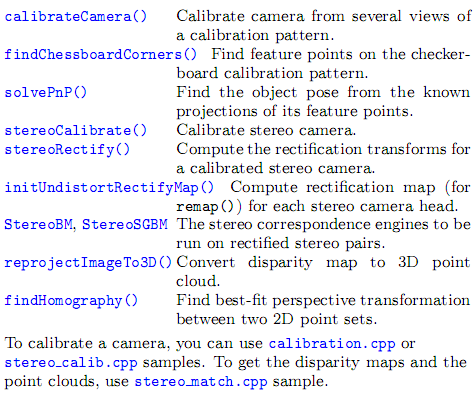 calibrateCamera() Calibrate camera from several views of
a calibration pattern.
findChessboardCorners() Find feature points on the checker-
board calibration pattern.
solvePnP() Find the object pose from the known
projections of its feature points.
stereoCalibrate() Calibrate stereo camera.
stereoRectify() Compute the rectification transforms for
a calibrated stereo camera.
initUndistortRectifyMap() Compute rectification map (for
remap()) for each stereo camera head.
StereoBM, StereoSGBM The stereo correspondence engines to be
run on rectified stereo pairs.
reprojectImageTo3D() Convert disparity map to 3D point
cloud.
findHomography() Find best-fit perspective transformation
between two 2D point sets.
To calibrate a camera, you can use calibration.cpp or
stereo_calib.cpp samples. To get the disparity maps and the
point clouds, use stereo_match.cpp sample.